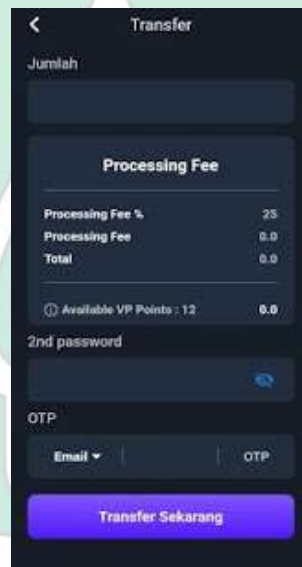 Transfer
Jumlah
Processing Fee
Processing Fee % 25
Processing Fee 0.0
Total 0.0
Available VP Points : 12 0.0
2nd password
OTP
Email OTP
Transfer Sekarang